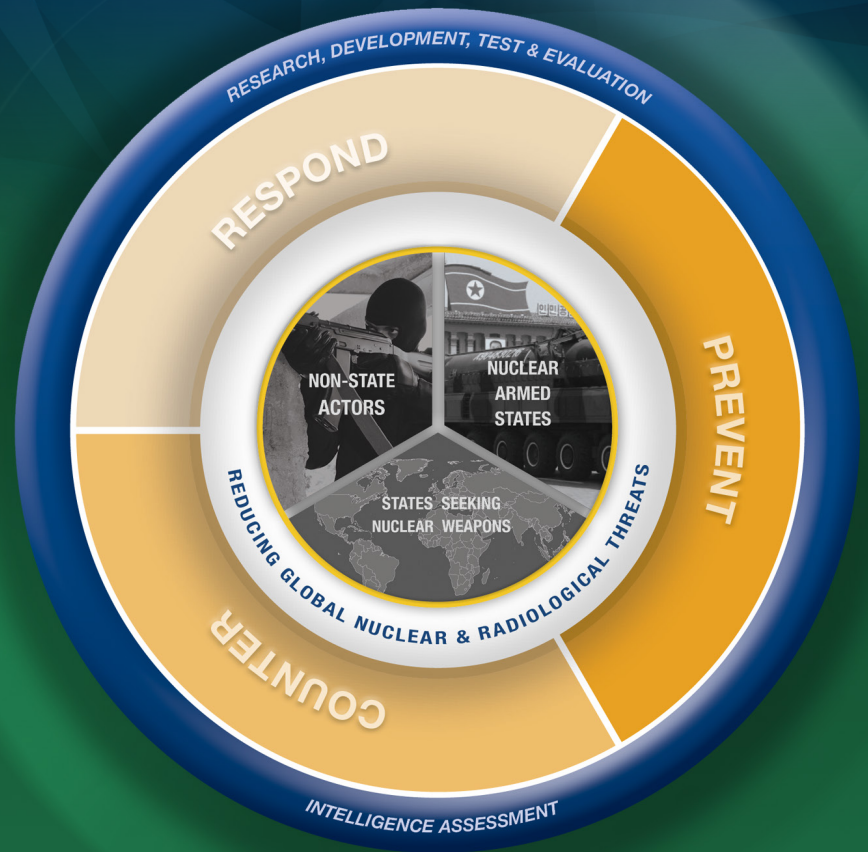 RESEARCH, DEVELOPMENT, TEST & EVALUATION
RESPOND
PREVENT
NON-STATE
ACTORS
NUCLEAR
ARMED
STATES
STATES SEEKING
NUCLEAR WEAPONS
REDUCING GLOBAL NUCLEAR & RADIOLOGICAL THREATS
COUNTER
INTELLIGENCE ASSESSMENT